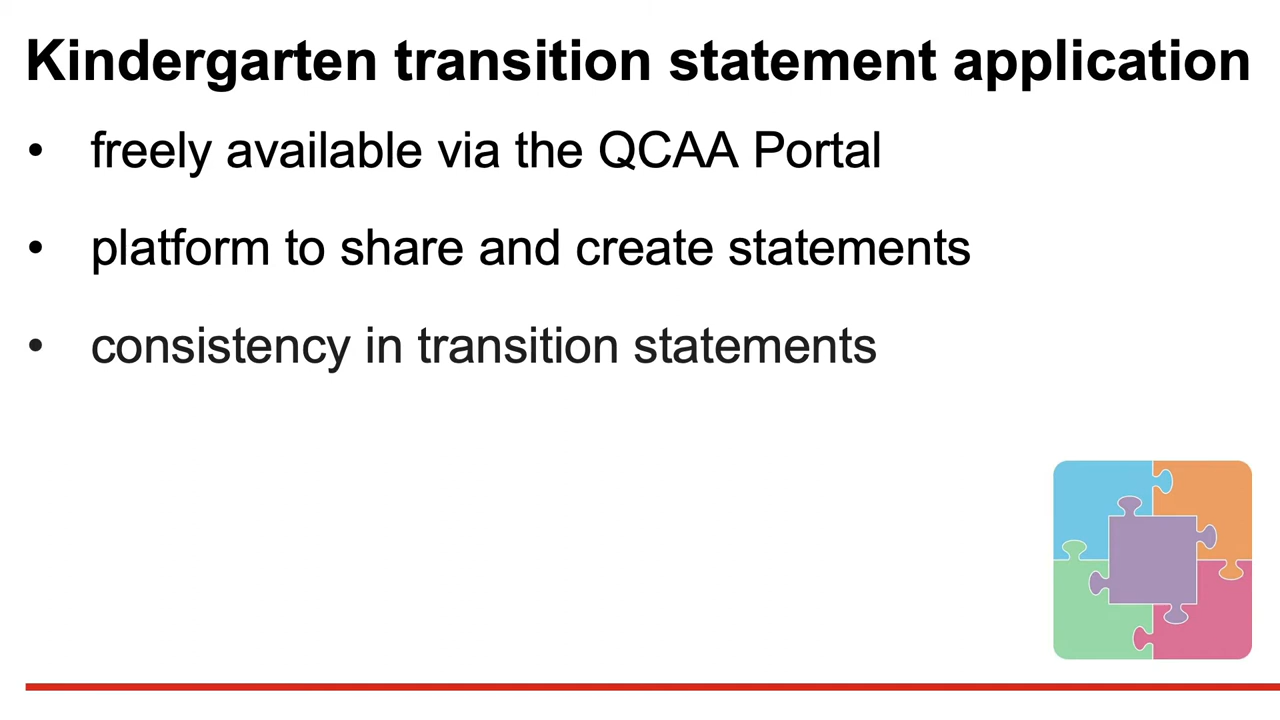 Kindergarten transition statement application
• freely available via the QCAA Portal
• platform to share and create statements
• consistency in transition statements